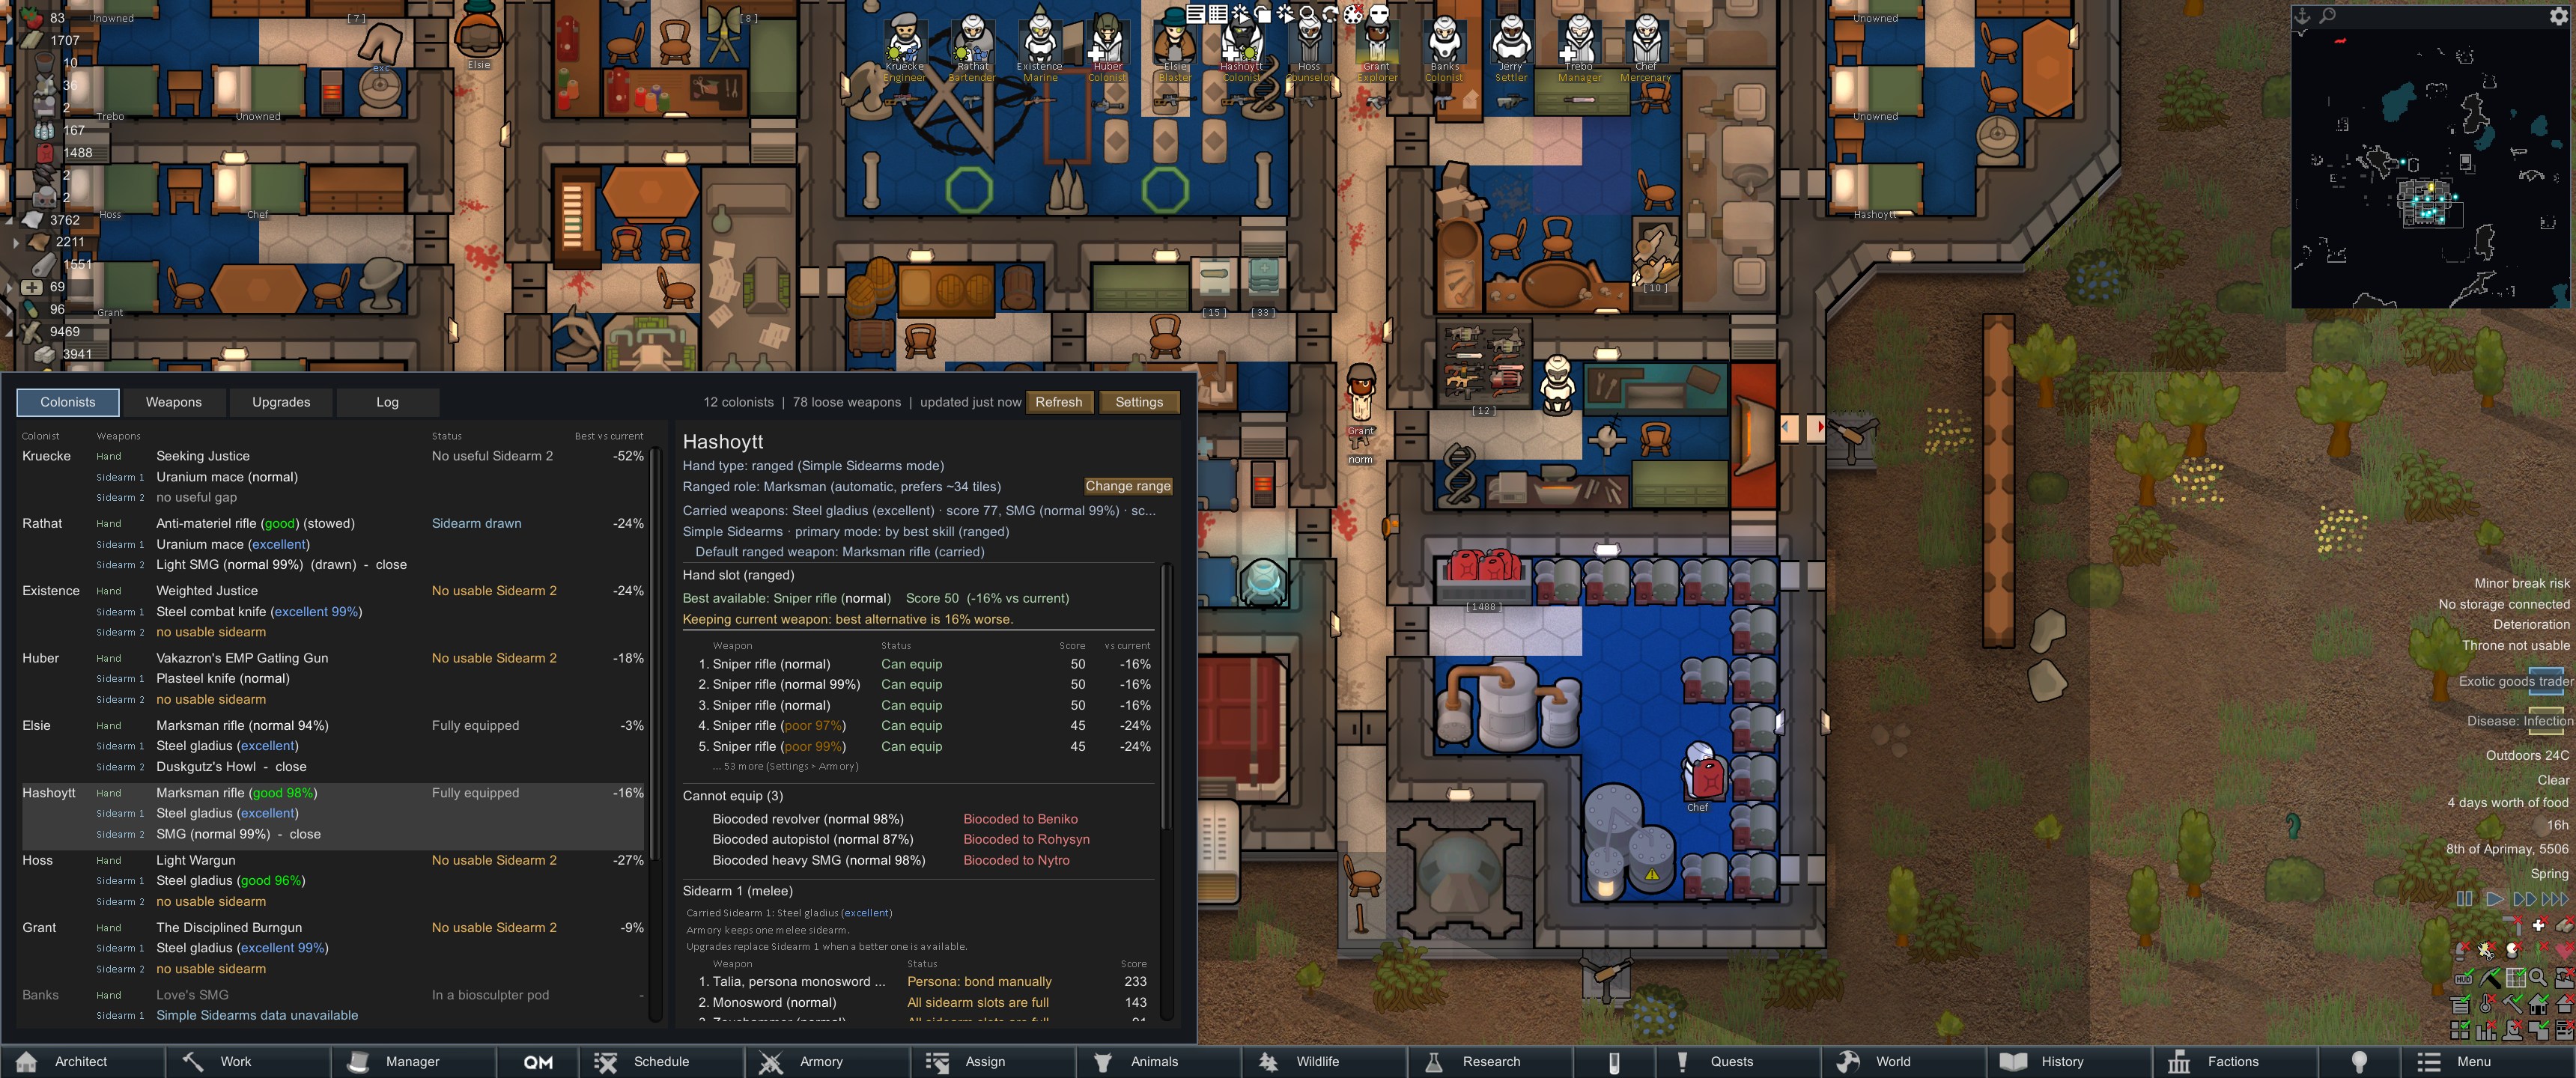 83
1707
10
36
2
167
1488
2
2
3762
2211
1551
69
96
9469
3941
Unowned
[7]
[8]
Elsie
exc
Trebo
Unowned
Hoss
Chef
Grant
Kruecke
Engineer
Rathat
Bartender
Existence
Marine
Huber
Colonist
Elsie
Blaster
Hashoytt
Colonist
Hoss
Counselor
Grant
Explorer
Banks
Colonist
Jerry
Settler
Trebo
Manager
Chef
Mercenary
Unowned
Unowned
Hashoytt
[15]
[33]
[10]
[12]
Grant
norm
[1488]
Chef
Colonists
Weapons
Upgrades
Log
12 colonists | 78 loose weapons | updated just now
Refresh
Settings
Colonist Weapons Status Best vs current
Kruecke Hand Seeking Justice No useful Sidearm 2 -52%
Sidearm 1 Uranium mace (normal)
Sidearm 2 no useful gap
Rathat Hand Anti-materiel rifle (good) (stowed) Sidearm drawn -24%
Sidearm 1 Uranium mace (excellent)
Sidearm 2 Light SMG (normal 99%) (drawn) - close
Existence Hand Weighted Justice No usable Sidearm 2 -24%
Sidearm 1 Steel combat knife (excellent 99%)
Sidearm 2 no usable sidearm
Huber Hand Vakazron's EMP Gatling Gun No usable Sidearm 2 -18%
Sidearm 1 Plasteel knife (normal)
Sidearm 2 no usable sidearm
Elsie Hand Marksman rifle (normal 94%) Fully equipped -3%
Sidearm 1 Steel gladius (excellent)
Sidearm 2 Duskgutz's Howl - close
Hashoytt Hand Marksman rifle (good 98%) Fully equipped -16%
Sidearm 1 Steel gladius (excellent)
Sidearm 2 SMG (normal 99%) - close
Hoss Hand Light Wargun No usable Sidearm 2 -27%
Sidearm 1 Steel gladius (good 96%)
Sidearm 2 no usable sidearm
Grant Hand The Disciplined Burngun No usable Sidearm 2 -9%
Sidearm 1 Steel gladius (excellent 99%)
Sidearm 2 no usable sidearm
Banks Hand Love's SMG In a biosculpter pod -
Sidearm 1 Simple Sidearms data unavailable
Hashoytt
Hand type: ranged (Simple Sidearms mode)
Ranged role: Marksman (automatic, prefers ~34 tiles)
Change range
Carried weapons: Steel gladius (excellent) · score 77, SMG (normal 99%) · sc...
Simple Sidearms · primary mode: by best skill (ranged)
Default ranged weapon: Marksman rifle (carried)
Hand slot (ranged)
Best available: Sniper rifle (normal) Score 50 (-16% vs current)
Keeping current weapon: best alternative is 16% worse.
Weapon Status Score vs current
1. Sniper rifle (normal) Can equip 50 -16%
2. Sniper rifle (normal 99%) Can equip 50 -16%
3. Sniper rifle (normal) Can equip 50 -16%
4. Sniper rifle (poor 97%) Can equip 45 -24%
5. Sniper rifle (poor 99%) Can equip 45 -24%
... 53 more (Settings > Armory)
Cannot equip (3)
Biocoded revolver (normal 98%) Biocoded to Beniko
Biocoded autopistol (normal 87%) Biocoded to Rohysyn
Biocoded heavy SMG (normal 98%) Biocoded to Nytro
Sidearm 1 (melee)
Carried Sidearm 1: Steel gladius (excellent)
Armory keeps one melee sidearm.
Upgrades replace Sidearm 1 when a better one is available.
Weapon Status Score
1. Talia, persona monosword ... Persona: bond manually 233
2. Monosword (normal) All sidearm slots are full 143
Minor break risk
No storage connected
Deterioration
Throne not usable
Exotic goods trader
Disease: Infection
Outdoors 24C
Clear
4 days worth of food
16h
8th of Aprimay, 5506
Spring
Architect
Work
Manager
QM
Schedule
Armory
Assign
Animals
Wildlife
Research
Quests
World
History
Factions
Menu